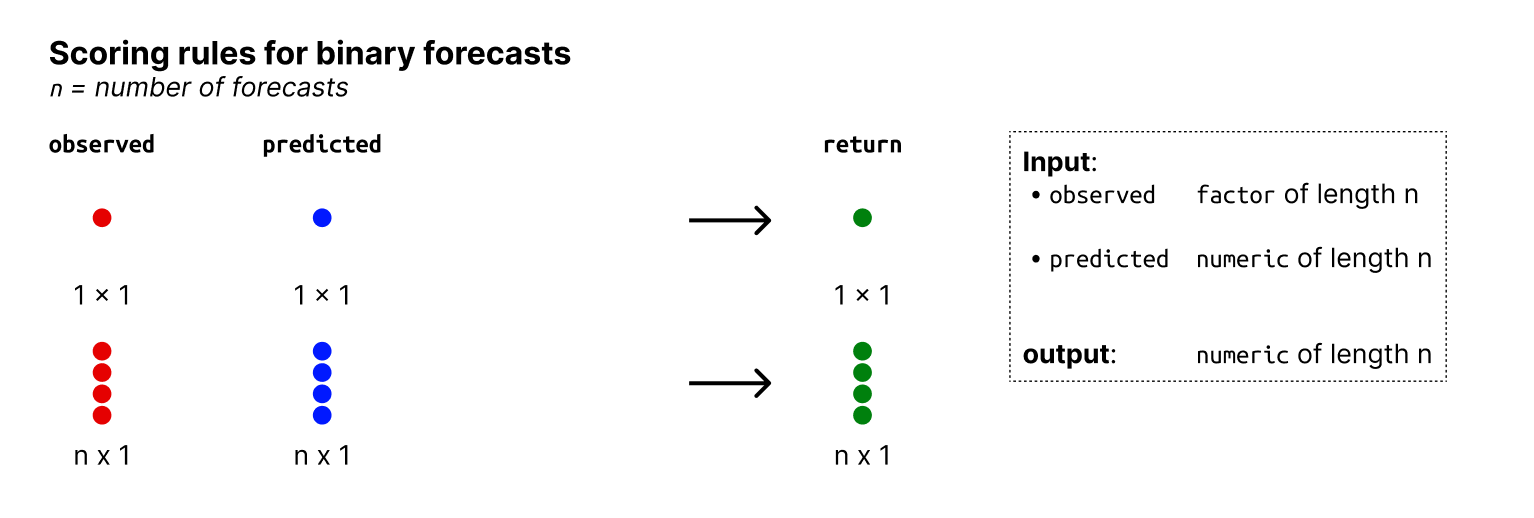 Scoring rules for binary forecasts
n = number of forecasts
observed predicted return
1 × 1 1 × 1 1 × 1
n x 1 n x 1 n x 1
Input:
• observed factor of length n
• predicted numeric of length n
output: numeric of length n